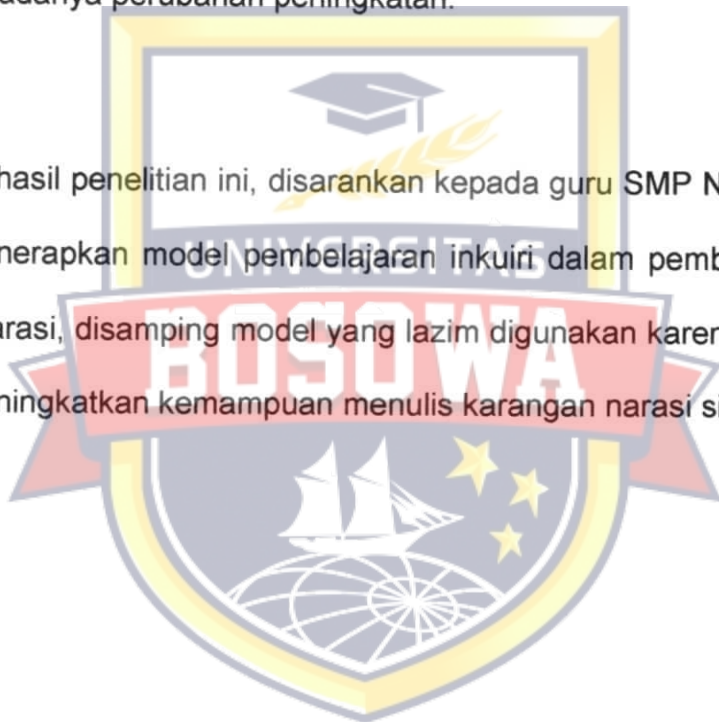 adanya perubahan peningkatan.
hasil penelitian ini, disarankan kepada guru SMP N
nerapkan model pembelajaran inkuiri dalam pemb
UNIVERSITAS
arasi, disamping model yang lazim digunakan karen
BOSOWA
ningkatkan kemampuan menulis karangan narasi si